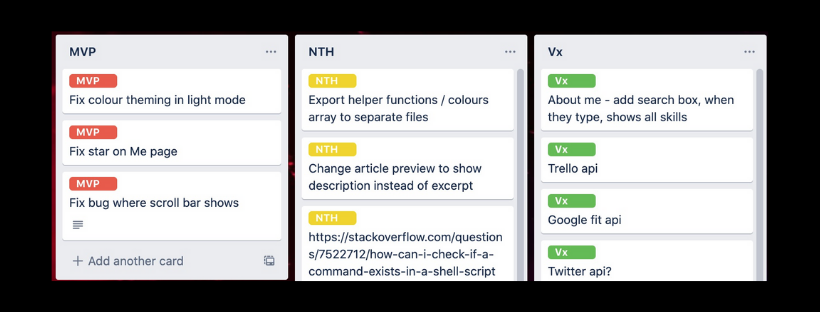 MVP
MVP
Fix colour theming in light mode
MVP
Fix star on Me page
MVP
Fix bug where scroll bar shows
+ Add another card
NTH
NTH
Export helper functions / colours
array to separate files
NTH
Change article preview to show
description instead of excerpt
NTH
https://stackoverflow.com/question
s/7522712/how-can-i-check-if-a-
command-exists-in-a-shell-script
Vx
Vx
About me - add search box, when
they type, shows all skills
Vx
Trello api
Vx
Google fit api
Vx
Twitter api?